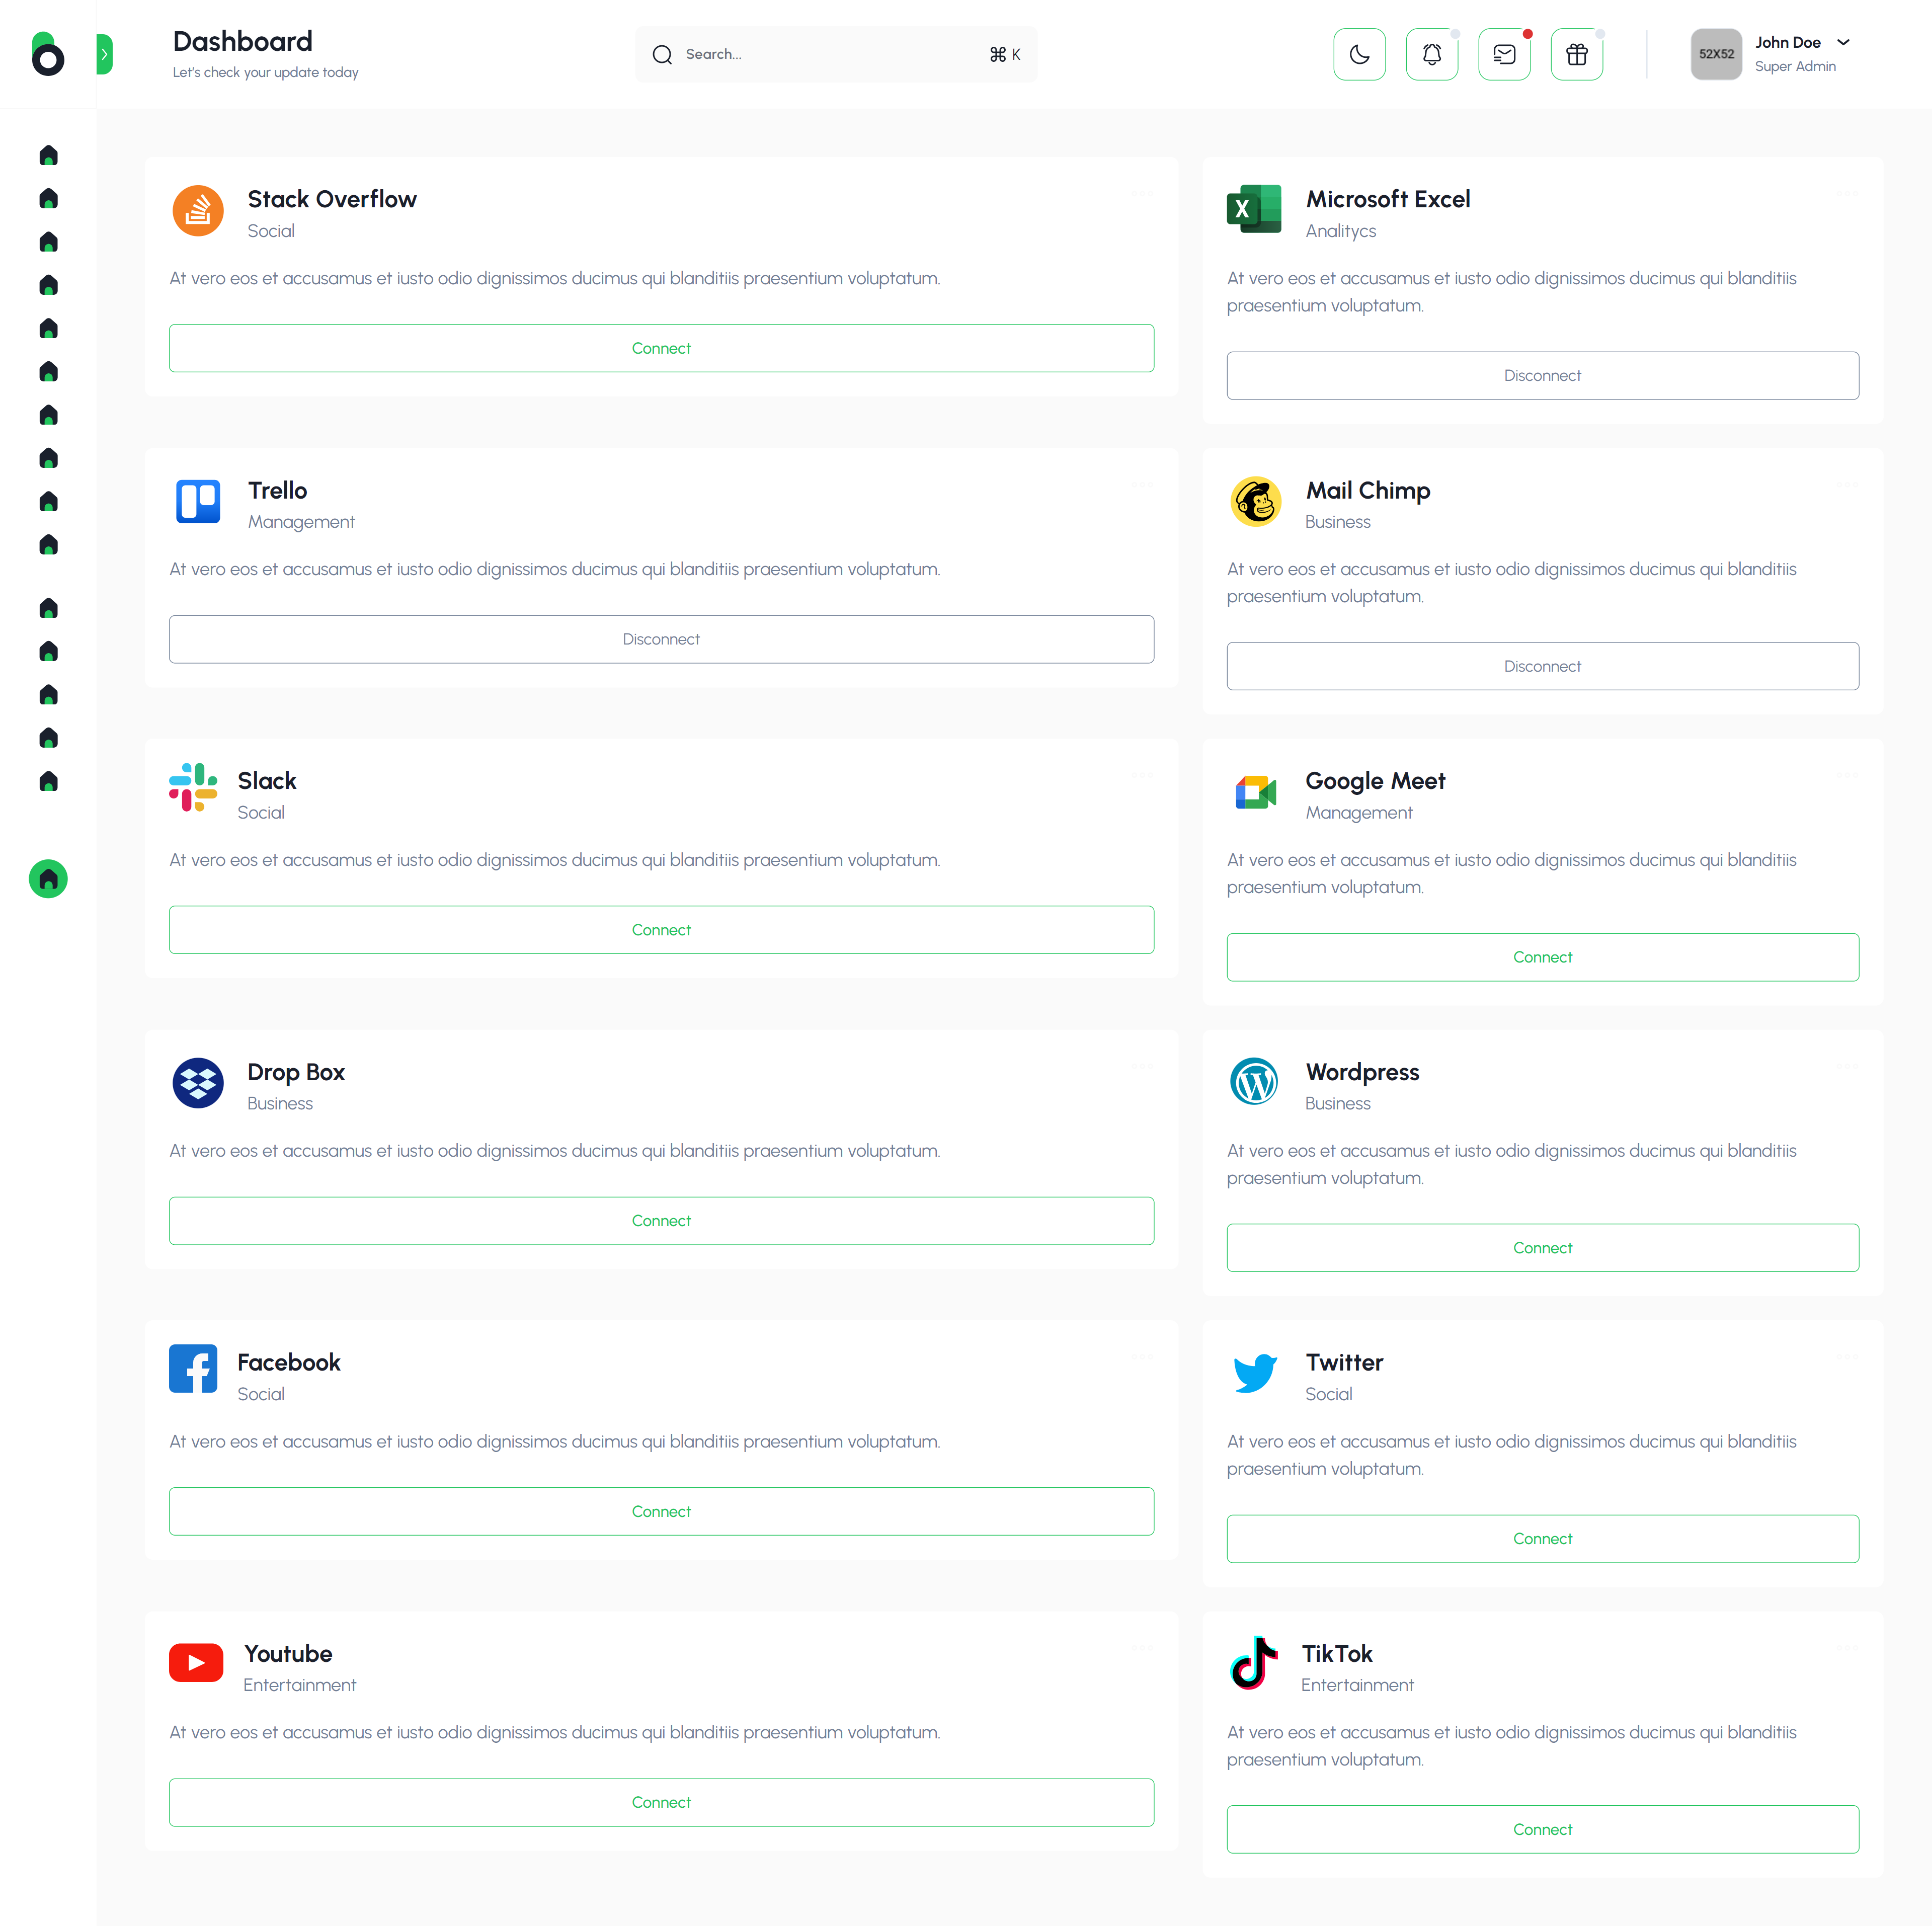 Dashboard
Let's check your update today
Search...
⌘ K
52X52
John Doe
Super Admin
Stack Overflow
Social
At vero eos et accusamus et iusto odio dignissimos ducimus qui blanditiis praesentium voluptatum.
Connect
Microsoft Excel
Analitycs
At vero eos et accusamus et iusto odio dignissimos ducimus qui blanditiis
praesentium voluptatum.
Disconnect
Trello
Management
At vero eos et accusamus et iusto odio dignissimos ducimus qui blanditiis praesentium voluptatum.
Disconnect
Mail Chimp
Business
At vero eos et accusamus et iusto odio dignissimos ducimus qui blanditiis
praesentium voluptatum.
Disconnect
Slack
Social
At vero eos et accusamus et iusto odio dignissimos ducimus qui blanditiis praesentium voluptatum.
Connect
Google Meet
Management
At vero eos et accusamus et iusto odio dignissimos ducimus qui blanditiis
praesentium voluptatum.
Connect
Drop Box
Business
At vero eos et accusamus et iusto odio dignissimos ducimus qui blanditiis praesentium voluptatum.
Connect
Wordpress
Business
At vero eos et accusamus et iusto odio dignissimos ducimus qui blanditiis
praesentium voluptatum.
Connect
Facebook
Social
At vero eos et accusamus et iusto odio dignissimos ducimus qui blanditiis praesentium voluptatum.
Connect
Twitter
Social
At vero eos et accusamus et iusto odio dignissimos ducimus qui blanditiis
praesentium voluptatum.
Connect
Youtube
Entertainment
At vero eos et accusamus et iusto odio dignissimos ducimus qui blanditiis praesentium voluptatum.
Connect
TikTok
Entertainment
At vero eos et accusamus et iusto odio dignissimos ducimus qui blanditiis
praesentium voluptatum.
Connect